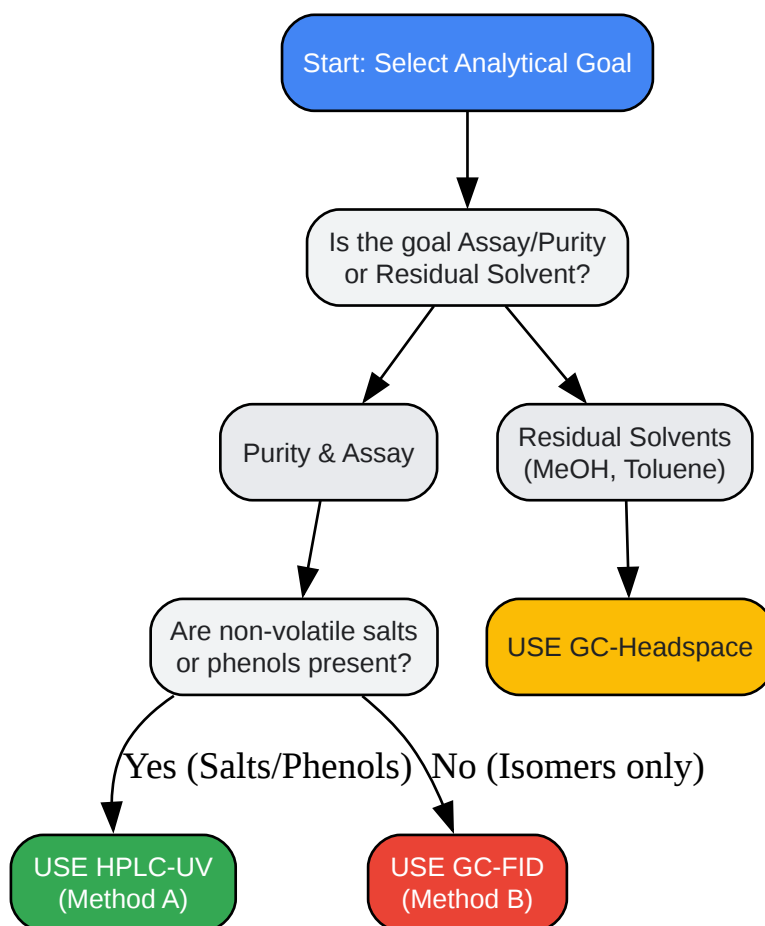 Start: Select Analytical Goal
Is the goal Assay/Purity
or Residual Solvent?
Purity & Assay
Residual Solvents
(MeOH, Toluene)
Are non-volatile salts
or phenols present?
USE GC-Headspace
Yes (Salts/Phenols)
No (Isomers only)
USE HPLC-UV
(Method A)
USE GC-FID
(Method B)